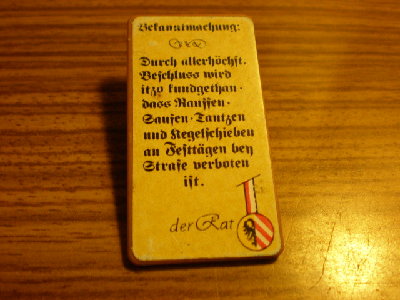 Bekanntmachung:
Durch allerhöchst.
Beschluss wird
itzo kundgethan·
dass Rauffen·
Saufen·Tantzen
und Kegelschieben
an Festtägen bey
Strafe verboten
ist.
der Rat